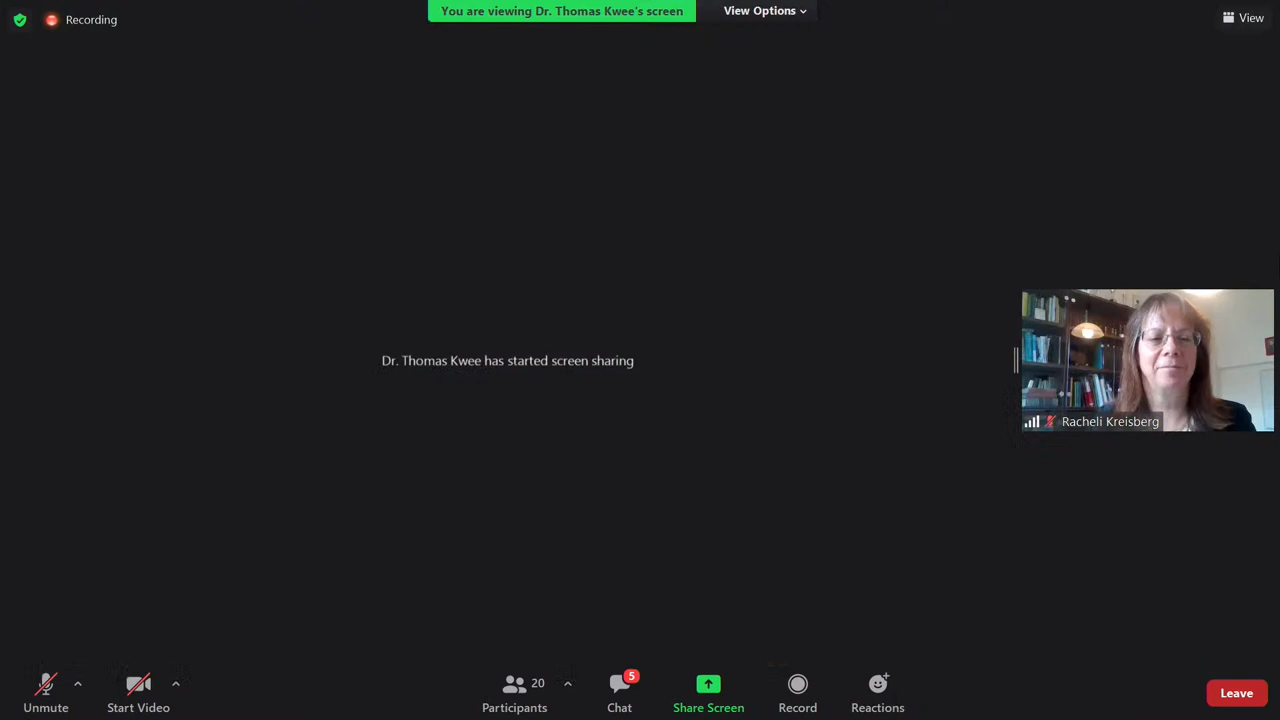 Recording
You are viewing Dr. Thomas Kwee's screen
View Options
View
Dr. Thomas Kwee has started screen sharing
Racheli Kreisberg
Unmute
Start Video
20
Participants
5
Chat
Share Screen
Record
Reactions
Leave